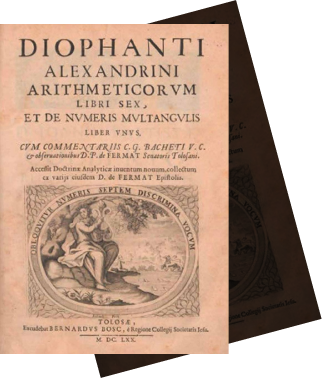 DIOPHANTI
ALEXANDRINI
ARITHMETICORVM
LIBRI SEX,
ET DE NVMERIS MVLTANGVLIS
LIBER VNVS.
CVM COMMENTARIIS C.G. BACHETI V.C.
& obseruationibus D.P. de FERMAT Senatoris Tolosani.
Accessit Doctrinæ Analyticæ inuentum nouum, collectum
ex varijs eiusdem D. de FERMAT Epistolis.
OBLOQVITVR NVMERIS SEPTEM DISCRIMINA VOCVM
TOLOSÆ,
Excudebat BERNARDVS BOSC, è Regione Collegij Societatis Iesu.
M. DC. LXX.